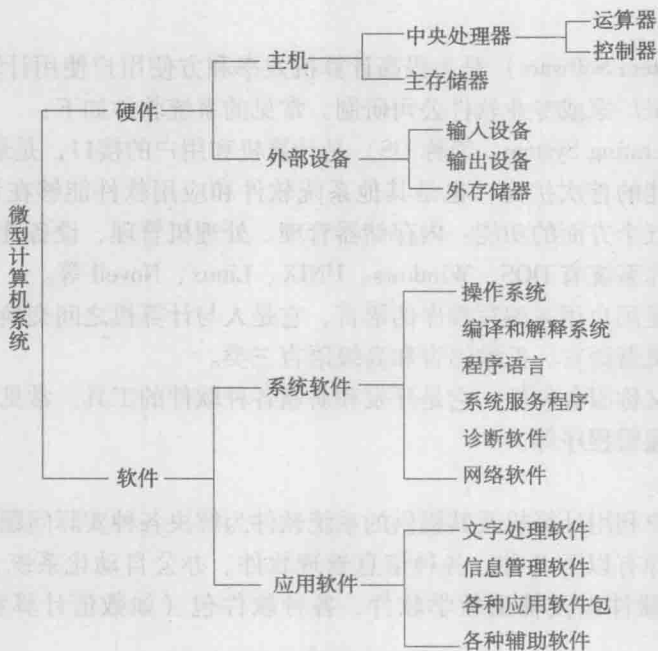 微型计算机系统
硬件
主机
中央处理器
运算器
控制器
主存储器
外部设备
输人设备
输出设备
外存储器
软件
系统软件
操作系统
编译和解释系统
程序语言
系统服务程序
诊断软件
网络软件
应用软件
文字处理软件
信息管理软件
各种应用软件包
各种辅助软件